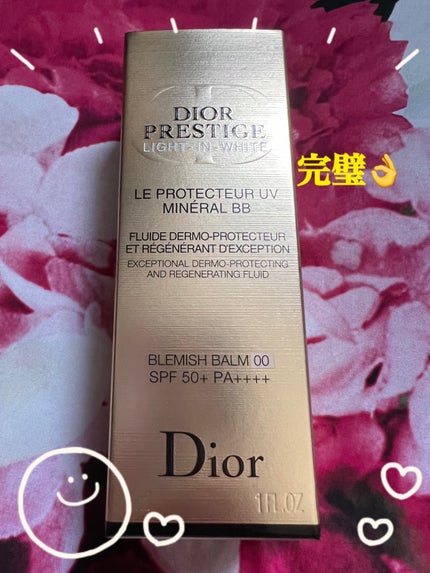 DIOR
PRESTIGE
LIGHT-IN-WHITE
完璧👌
LE PROTECTEUR UV
MINÉRAL BB
FLUIDE DERMO-PROTECTEUR
ET RÉGÉNÉRANT D'EXCEPTION
EXCEPTIONAL DERMO-PROTECTING
AND REGENERATING FLUID
BLEMISH BALM 00
SPF 50+ PA++++
Dior
1 FL.OZ.